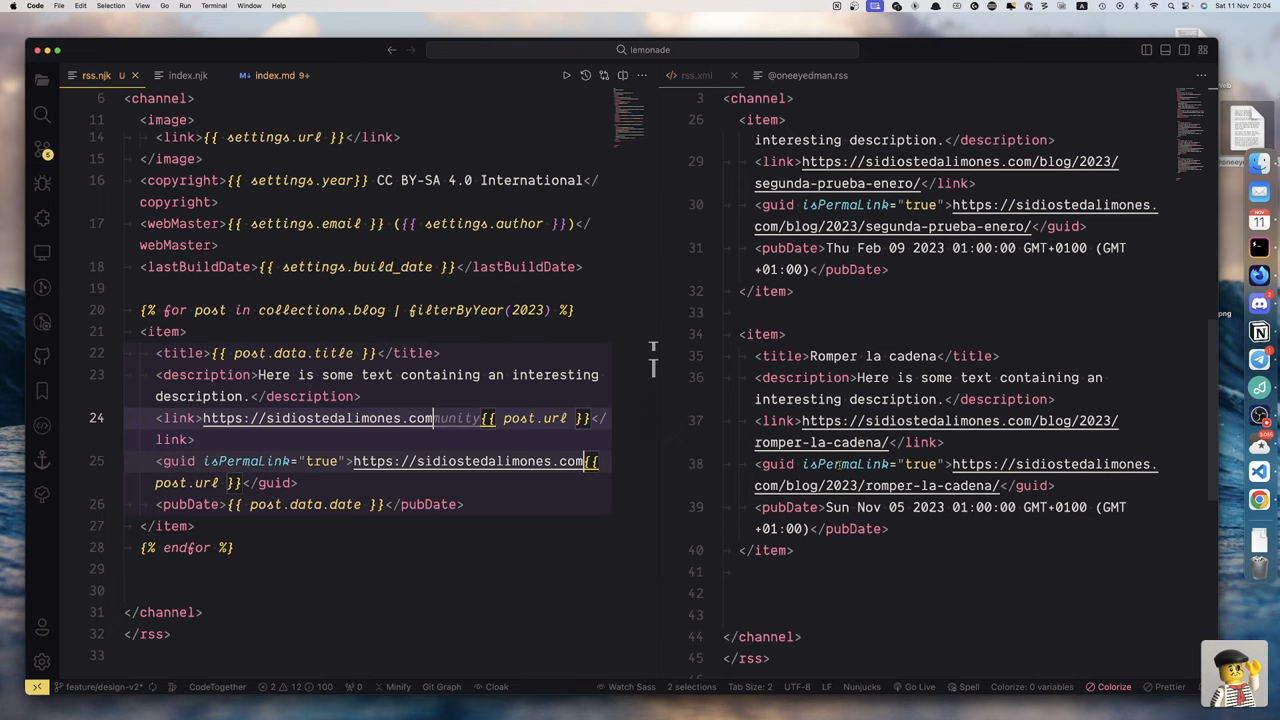 Code File Edit Selection View Go Run Terminal Window Help
Sat 11 Nov 20:04
lemonade
rss.njk U
index.njk
index.md 9+
6 <channel>
11 <image>
14 <link>{{ settings.url }}</link>
15 </image>
16 <copyright>{{ settings.year}} CC BY-SA 4.0 International</
copyright>
17 <webMaster>{{ settings.email }} ({{ settings.author }})</
webMaster>
18 <lastBuildDate>{{ settings.build_date }}</lastBuildDate>
19
20 {% for post in collections.blog | filterByYear(2023) %}
21 <item>
22 <title>{{ post.data.title }}</title>
23 <description>Here is some text containing an interesting
description.</description>
24 <link>https://sidiostedalimones.community{{ post.url }}</
link>
25 <guid isPermaLink="true">https://sidiostedalimones.com{{
post.url }}</guid>
26 <pubDate>{{ post.data.date }}</pubDate>
27 </item>
28 {% endfor %}
29
30
31 </channel>
32 </rss>
33
rss.xml
@oneeyedman.rss
3 <channel>
26 <item>
interesting description.</description>
29 <link>https://sidiostedalimones.com/blog/2023/
segunda-prueba-enero/</link>
30 <guid isPermaLink="true">https://sidiostedalimones.
com/blog/2023/segunda-prueba-enero/</guid>
31 <pubDate>Thu Feb 09 2023 01:00:00 GMT+0100 (GMT
+01:00)</pubDate>
32 </item>
33
34 <item>
35 <title>Romper la cadena</title>
36 <description>Here is some text containing an
interesting description.</description>
37 <link>https://sidiostedalimones.com/blog/2023/
romper-la-cadena/</link>
38 <guid isPermaLink="true">https://sidiostedalimones.
com/blog/2023/romper-la-cadena/</guid>
39 <pubDate>Sun Nov 05 2023 01:00:00 GMT+0100 (GMT
+01:00)</pubDate>
40 </item>
41
42
43
44 </channel>
45 </rss>
5
feature/design-v2* CodeTogether 2 12 100 0 Minify Git Graph Cloak Watch Sass 2 selections Tab Size: 2 UTF-8 LF Nunjucks Go Live Spell Colorize: 0 variables Colorize Prettier
NOV
11
png